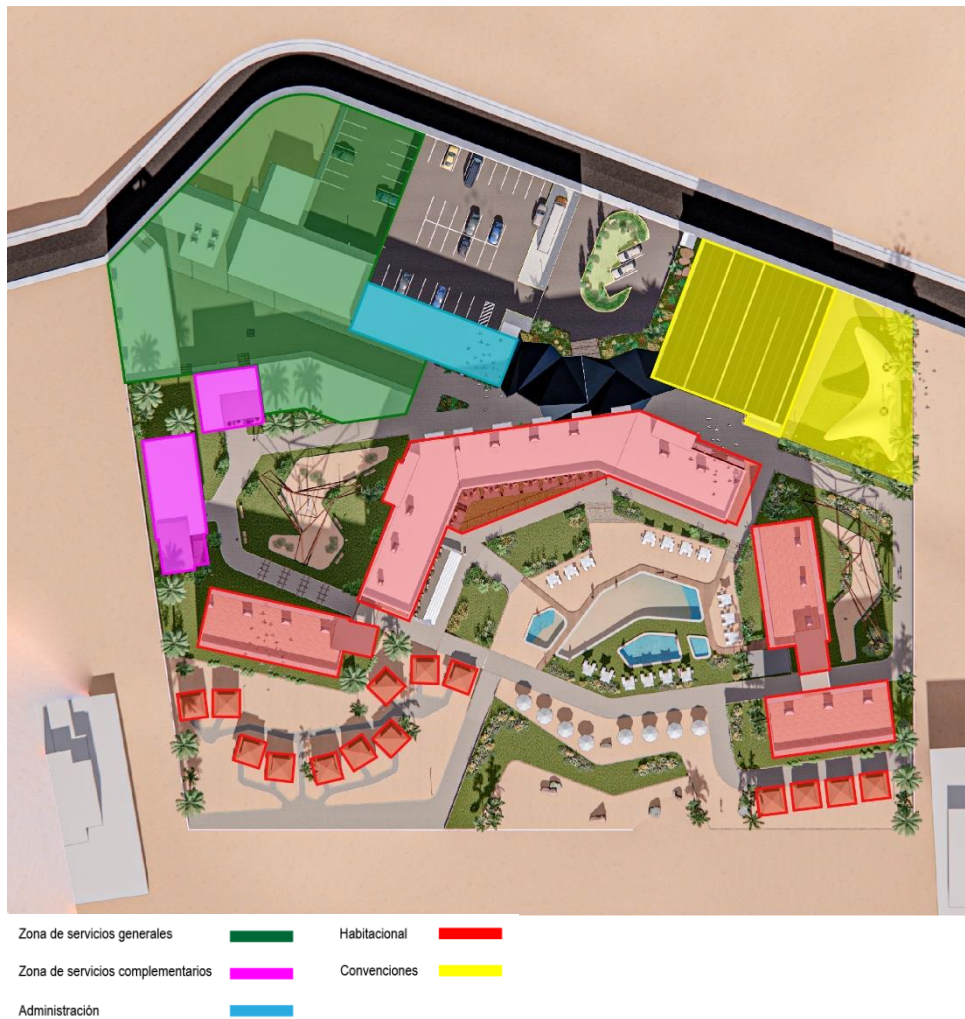 Zona de servicios generales
Habitacional
Zona de servicios complementarios
Convenciones
Administración